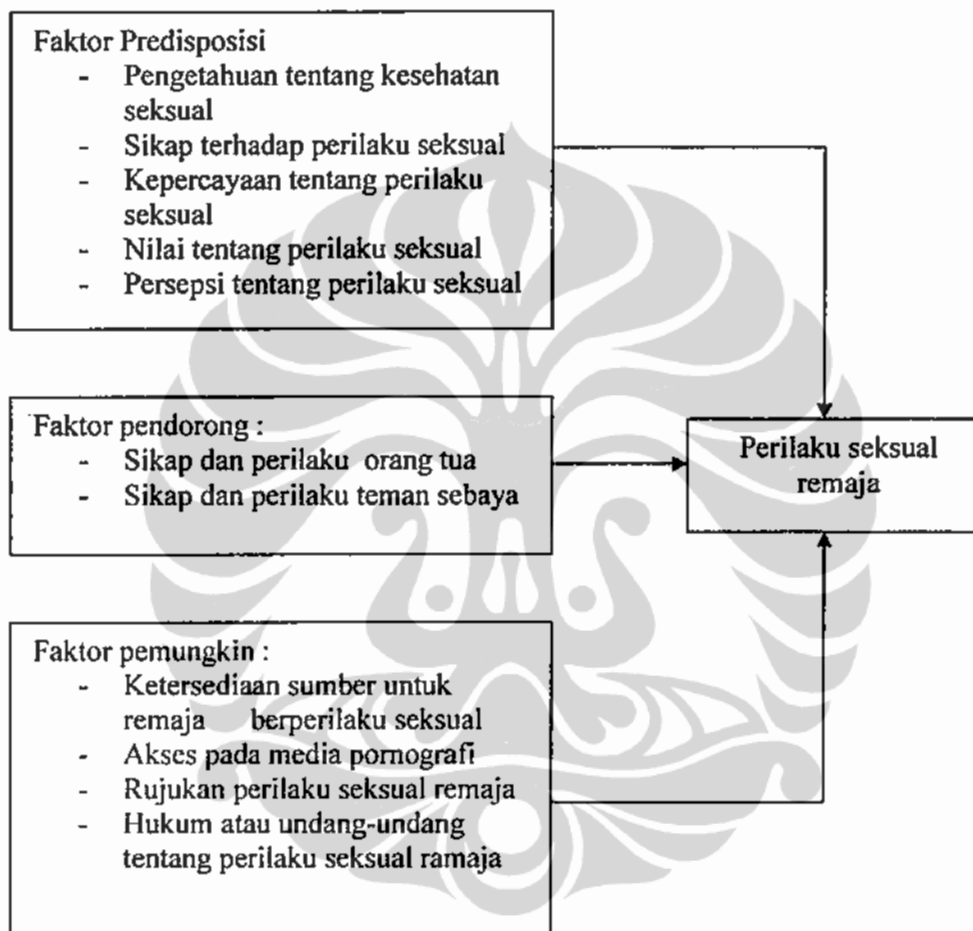 Faktor Predisposisi
- Pengetahuan tentang kesehatan
seksual
- Sikap terhadap perilaku seksual
- Kepercayaan tentang perilaku
seksual
- Nilai tentang perilaku seksual
- Persepsi tentang perilaku seksual
Faktor pendorong :
- Sikap dan perilaku orang tua
- Sikap dan perilaku teman sebaya
Perilaku seksual
remaja
Faktor pemungkin :
- Ketersediaan sumber untuk
remaja berperilaku seksual
- Akses pada media pornografi
- Rujukan perilaku seksual remaja
- Hukum atau undang-undang
tentang perilaku seksual ramaja